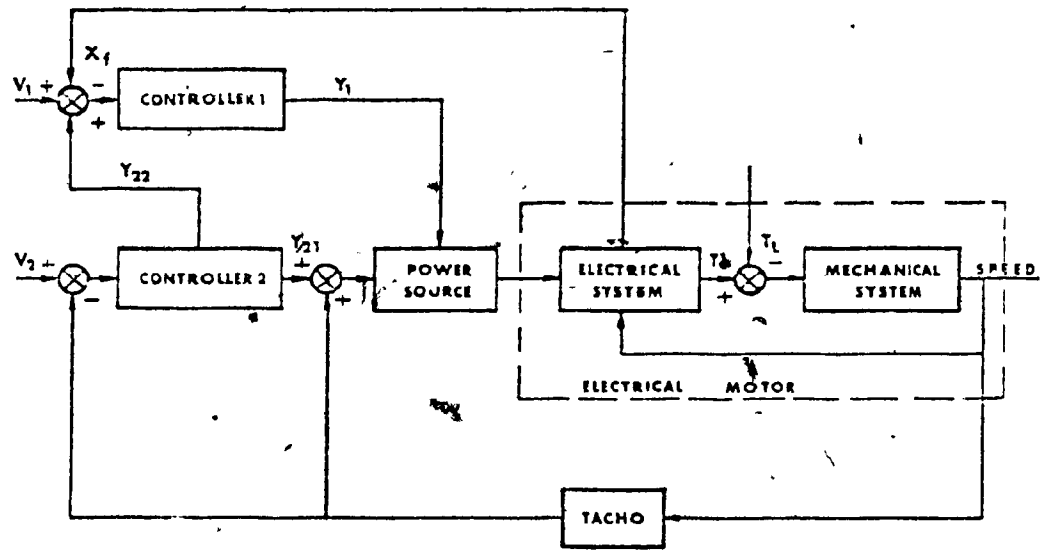 X_f
V_1 + -
CONTROLLER 1
Y_1
+
Y_22
V_2 +
-
CONTROLLER 2
Y_21
+
+
POWER
SOURCE
ELECTRICAL
SYSTEM
+
T_L
-
MECHANICAL
SYSTEM
SPEED
ELECTRICAL MOTOR
TACHO